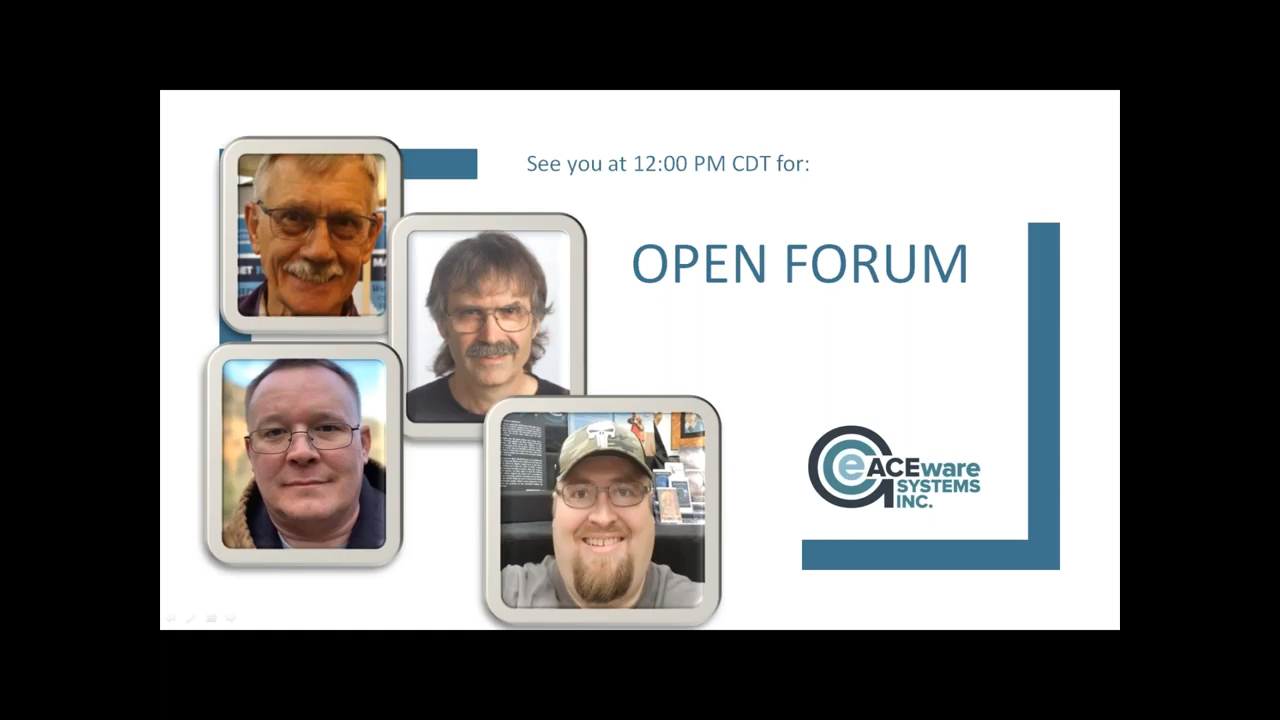 See you at 12:00 PM CDT for:
OPEN FORUM
ACEware
SYSTEMS
INC.